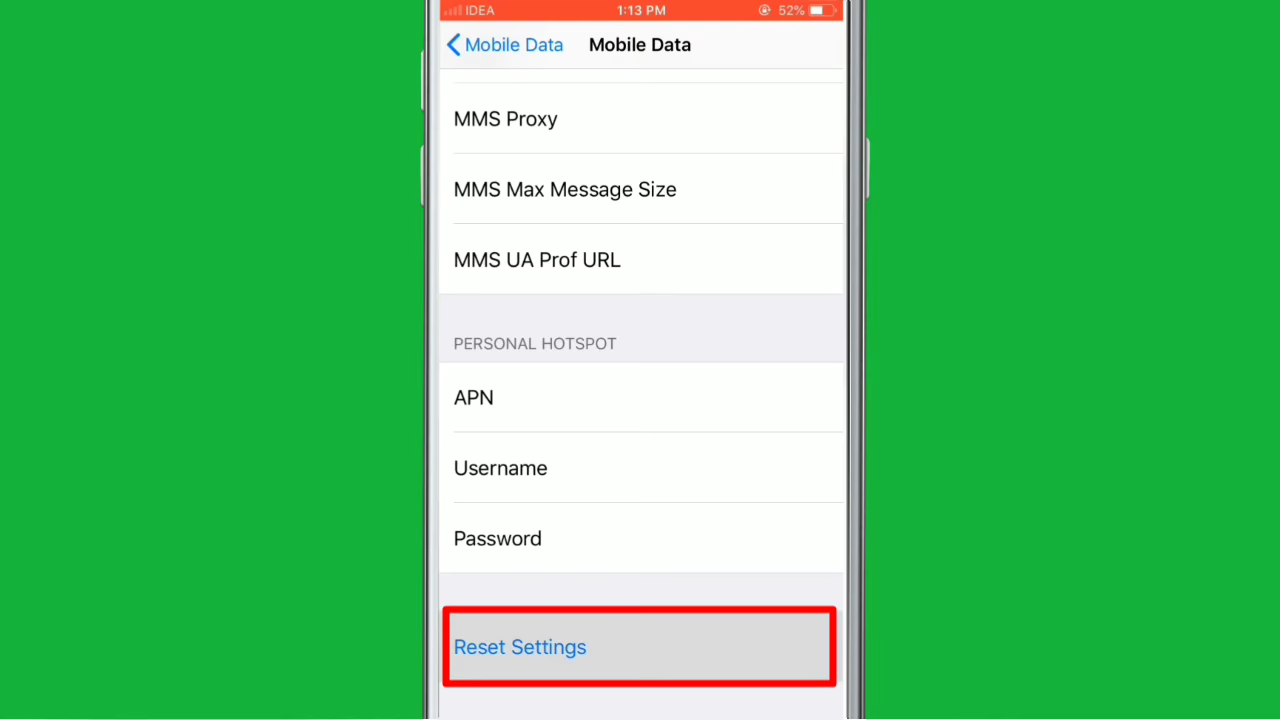 IDEA 1:13 PM 52%
Mobile Data Mobile Data
MMS Proxy
MMS Max Message Size
MMS UA Prof URL
PERSONAL HOTSPOT
APN
Username
Password
Reset Settings